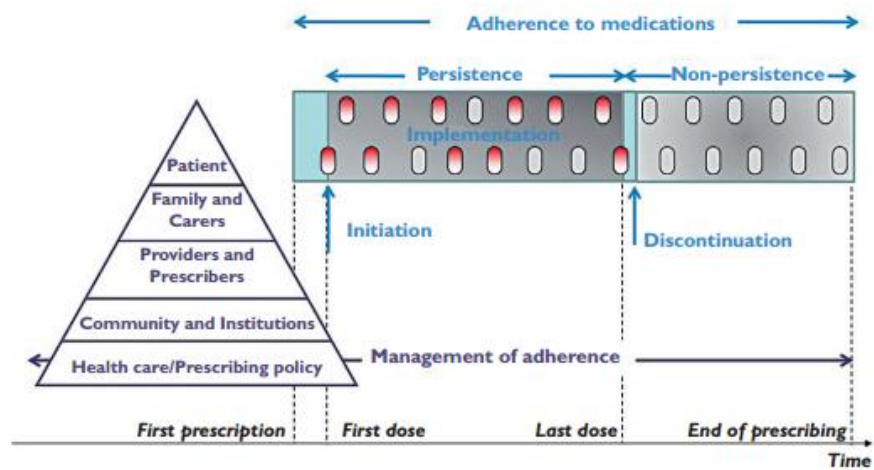 Adherence to medications
Persistence
Non-persistence
Implementation
Patient
Family and
Carers
Initiation
Discontinuation
Providers and
Prescribers
Community and Institutions
Management of adherence
Health care/Prescribing policy
First prescription
First dose
Last dose
End of prescribing
Time